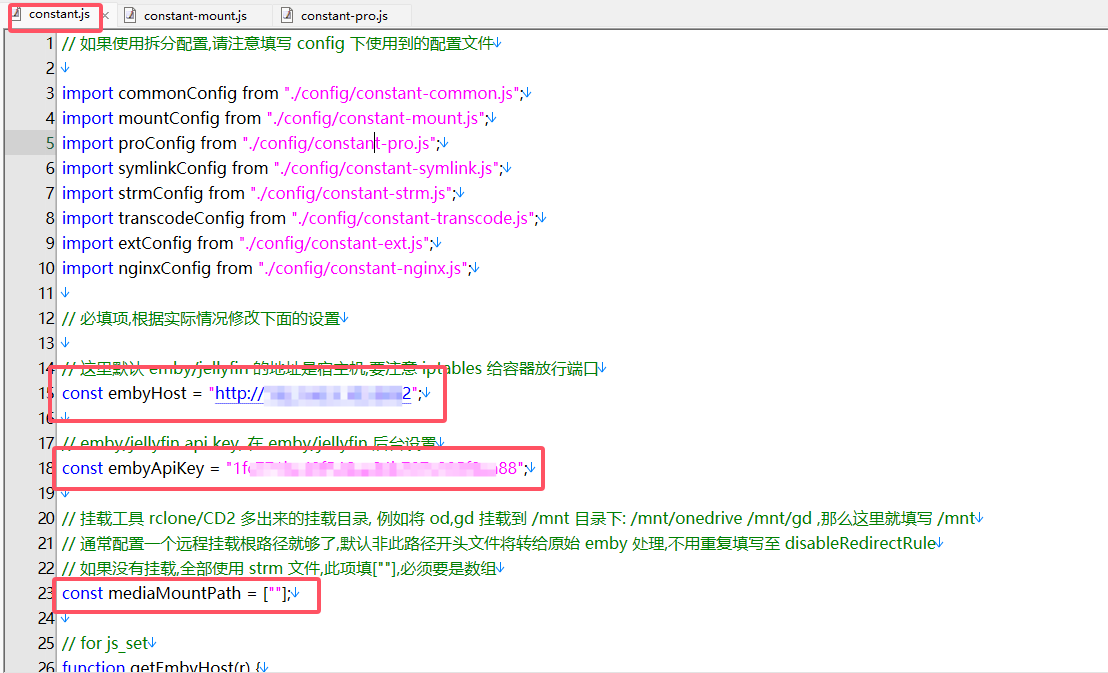 constant.js
constant-mount.js
constant-pro.js
1 // 如果使用拆分配置,请注意填写 config 下使用到的配置文件↓
2 ↓
3 import commonConfig from "./config/constant-common.js";↓
4 import mountConfig from "./config/constant-mount.js";↓
5 import proConfig from "./config/constant-pro.js";↓
6 import symlinkConfig from "./config/constant-symlink.js";↓
7 import strmConfig from "./config/constant-strm.js";↓
8 import transcodeConfig from "./config/constant-transcode.js";↓
9 import extConfig from "./config/constant-ext.js";↓
10 import nginxConfig from "./config/constant-nginx.js";↓
11 ↓
12 // 必填项,根据实际情况修改下面的设置↓
13 ↓
14 // 这里默认 emby/jellyfin 的地址是宿主机,要注意 iptables 给容器放行端口↓
15 const embyHost = "http:// 2";↓
16 ↓
17 // emby/jellyfin api key, 在 emby/jellyfin 后台设置↓
18 const embyApiKey = "1f 88";↓
19 ↓
20 // 挂载工具 rclone/CD2 多出来的挂载目录, 例如将 od,gd 挂载到 /mnt 目录下: /mnt/onedrive /mnt/gd ,那么这里就填写 /mnt↓
21 // 通常配置一个远程挂载根路径就够了,默认非此路径开头文件将转给原始 emby 处理,不用重复填写至 disableRedirectRule↓
22 // 如果没有挂载,全部使用 strm 文件,此项填[""],必须要是数组↓
23 const mediaMountPath = [""];↓
24 ↓
25 // for js_set↓
26 function getEmbyHost(r) {↓